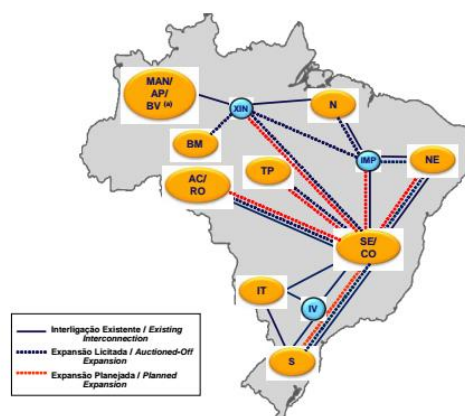 MAN/
AP/
BV (a)
XIN
N
BM
IMP
NE
TP
AC/
RO
SE/
CO
IT
IV
S
Interligação Existente / Existing
Interconnection
Expansão Licitada / Auctioned-Off
Expansion
Expansão Planejada / Planned
Expansion